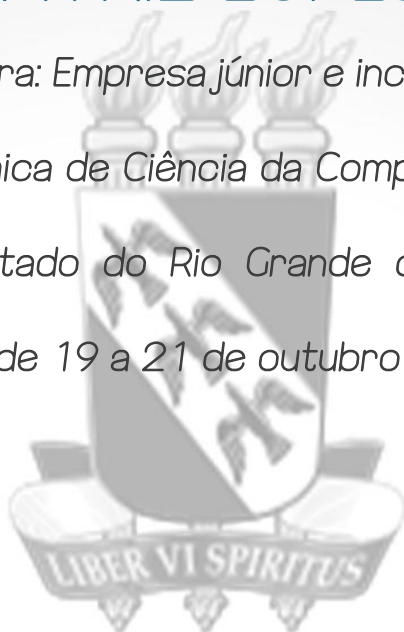 ra: Empresa júnior e inc
ica de Ciência da Comp
tado do Rio Grande
de 19 a 21 de outubro
LIBER VI SPIRITUS